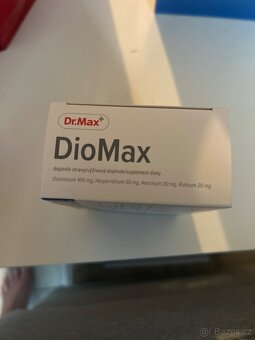 Dr.Max+
DioMax
doplněk stravy/výživový doplnok/suplement diety
Diosminum 450 mg, Hesperidinum 50 mg, Aescinum 30 mg, Rutinum 20 mg
© Bazos.cz